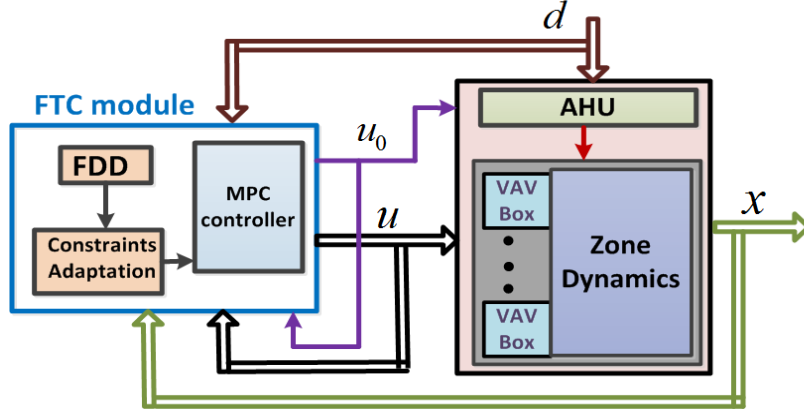 d
FTC module
AHU
u₀
FDD
MPC
controller
VAV
Box
u
x
Constraints
Adaptation
Zone
Dynamics
VAV
Box